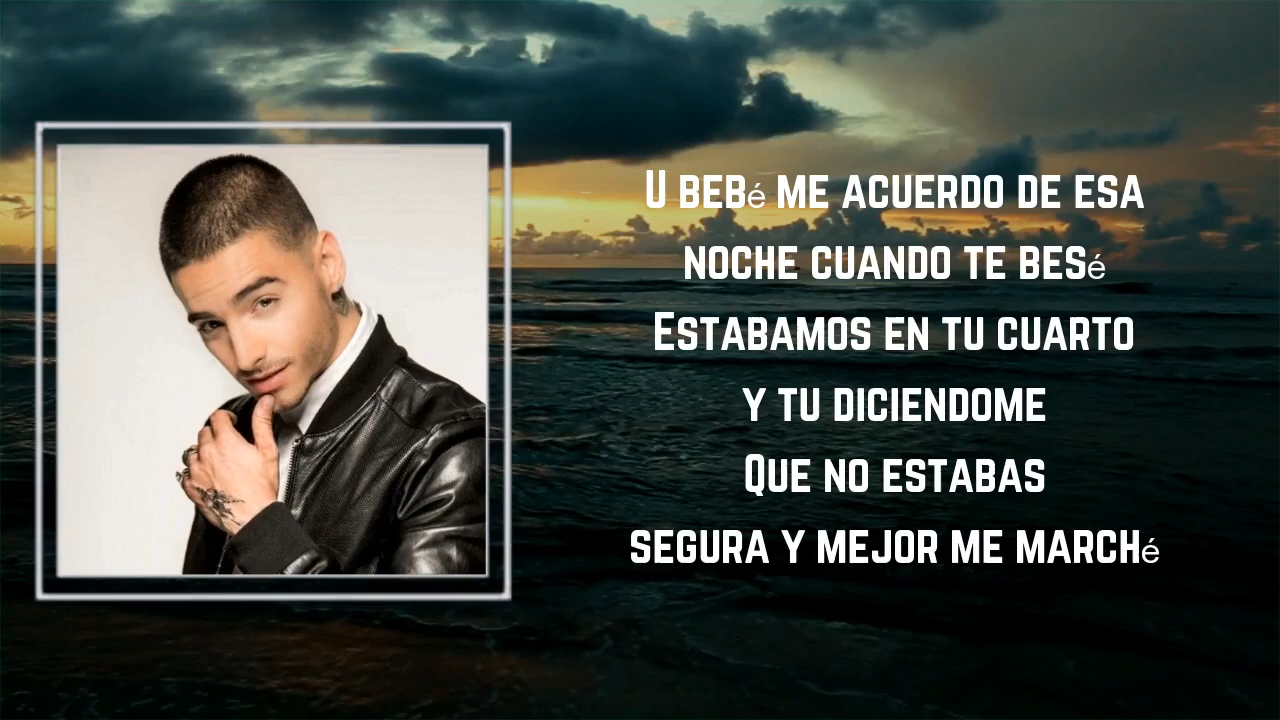 U bebé me acuerdo de esa
noche cuando te besé
Estabamos en tu cuarto
y tu diciendome
Que no estabas
segura y mejor me marché